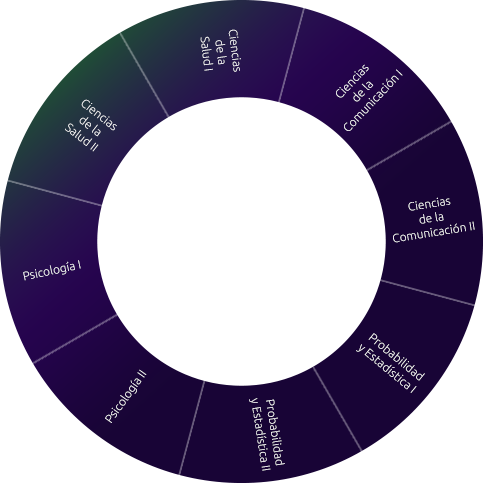 Ciencias
de la
Salud I
Ciencias
de la
Comunicación I
Ciencias
de la
Comunicación II
Probabilidad
y Estadística I
Probabilidad
y Estadística II
Psicología II
Psicología I
Ciencias
de la
Salud II